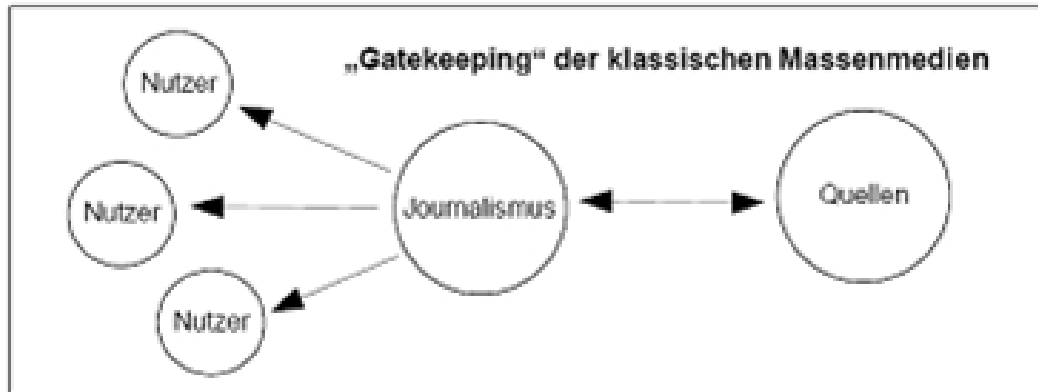 „Gatekeeping“ der klassischen Massenmedien
Nutzer
Nutzer
Nutzer
Journalismus
Quellen